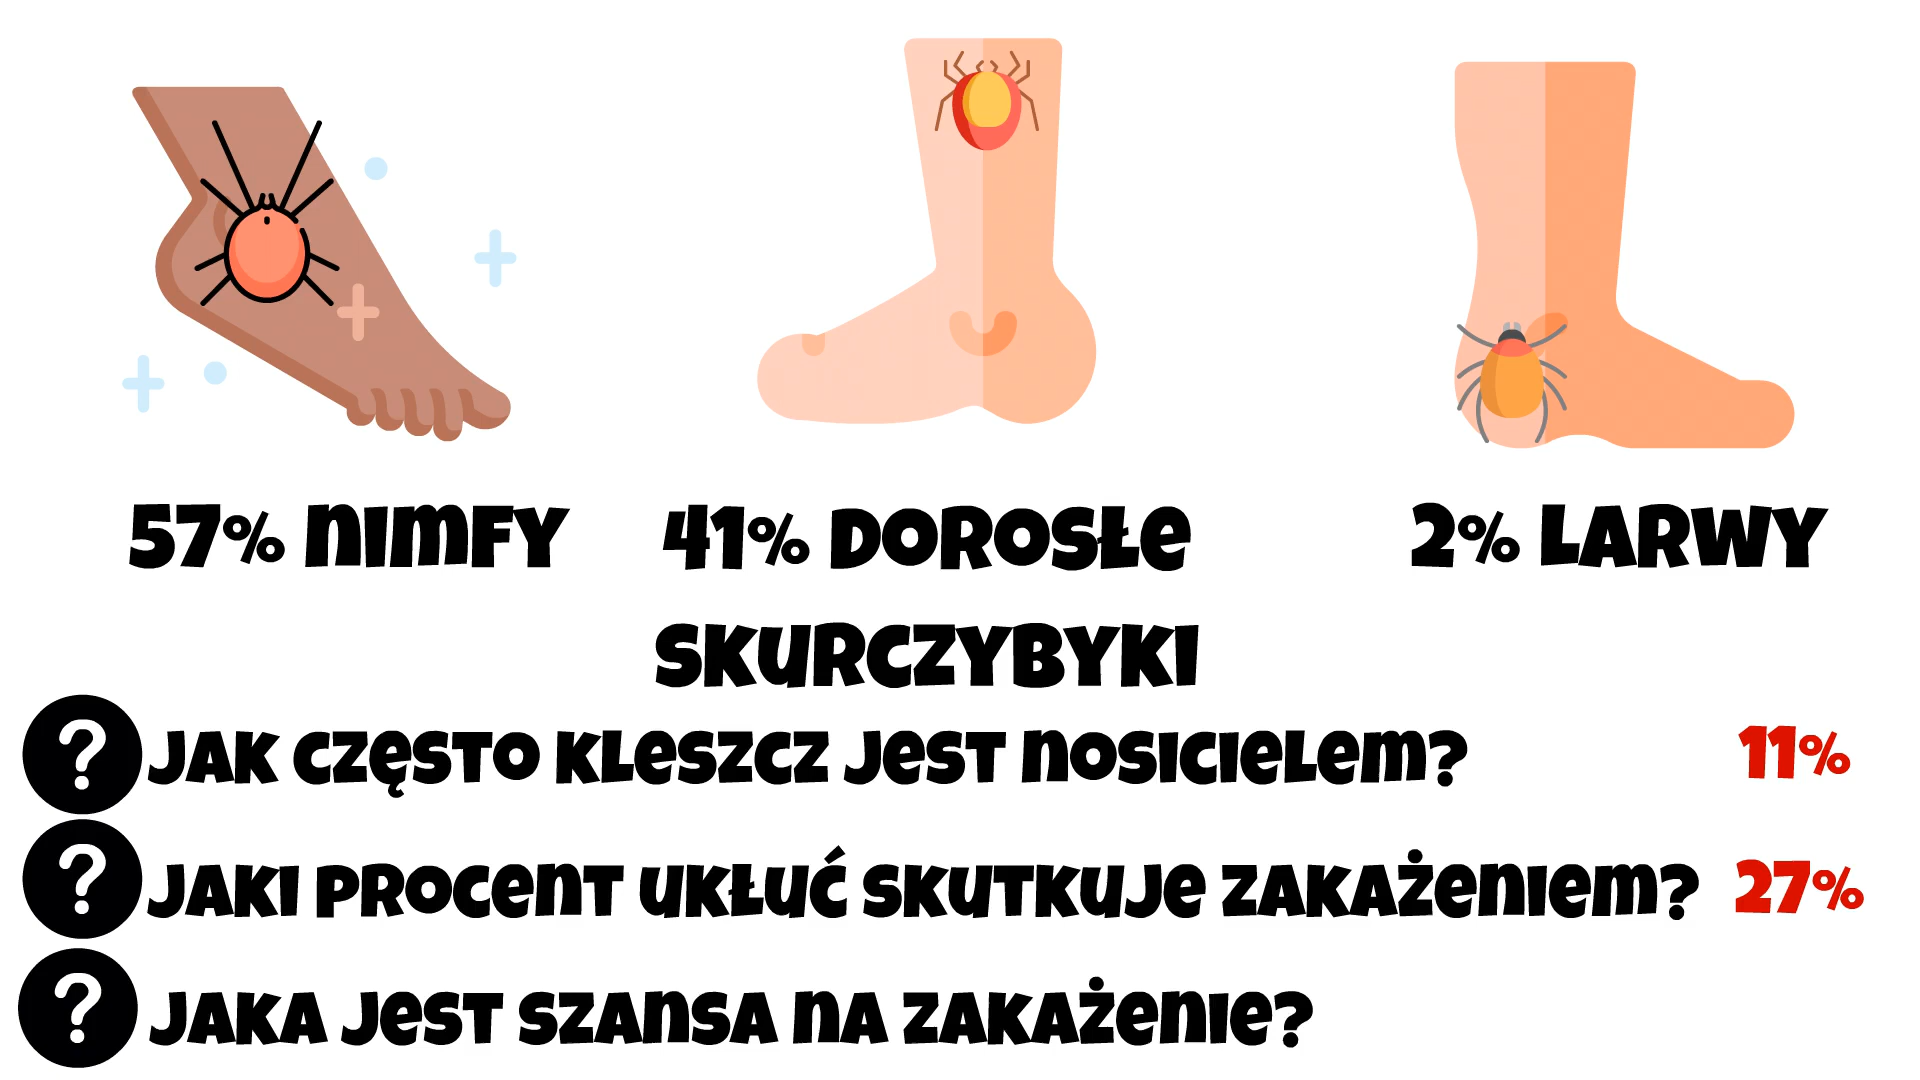 57% NIMFY
41% DOROSŁE
SKURCZYBYKI
2% LARWY
? JAK CZĘSTO KLESZCZ JEST NOSICIELEM? 11%
? JAKI PROCENT UKŁUĆ SKUTKUJE ZAKAŻENIEM? 27%
? JAKA JEST SZANSA NA ZAKAŻENIE?